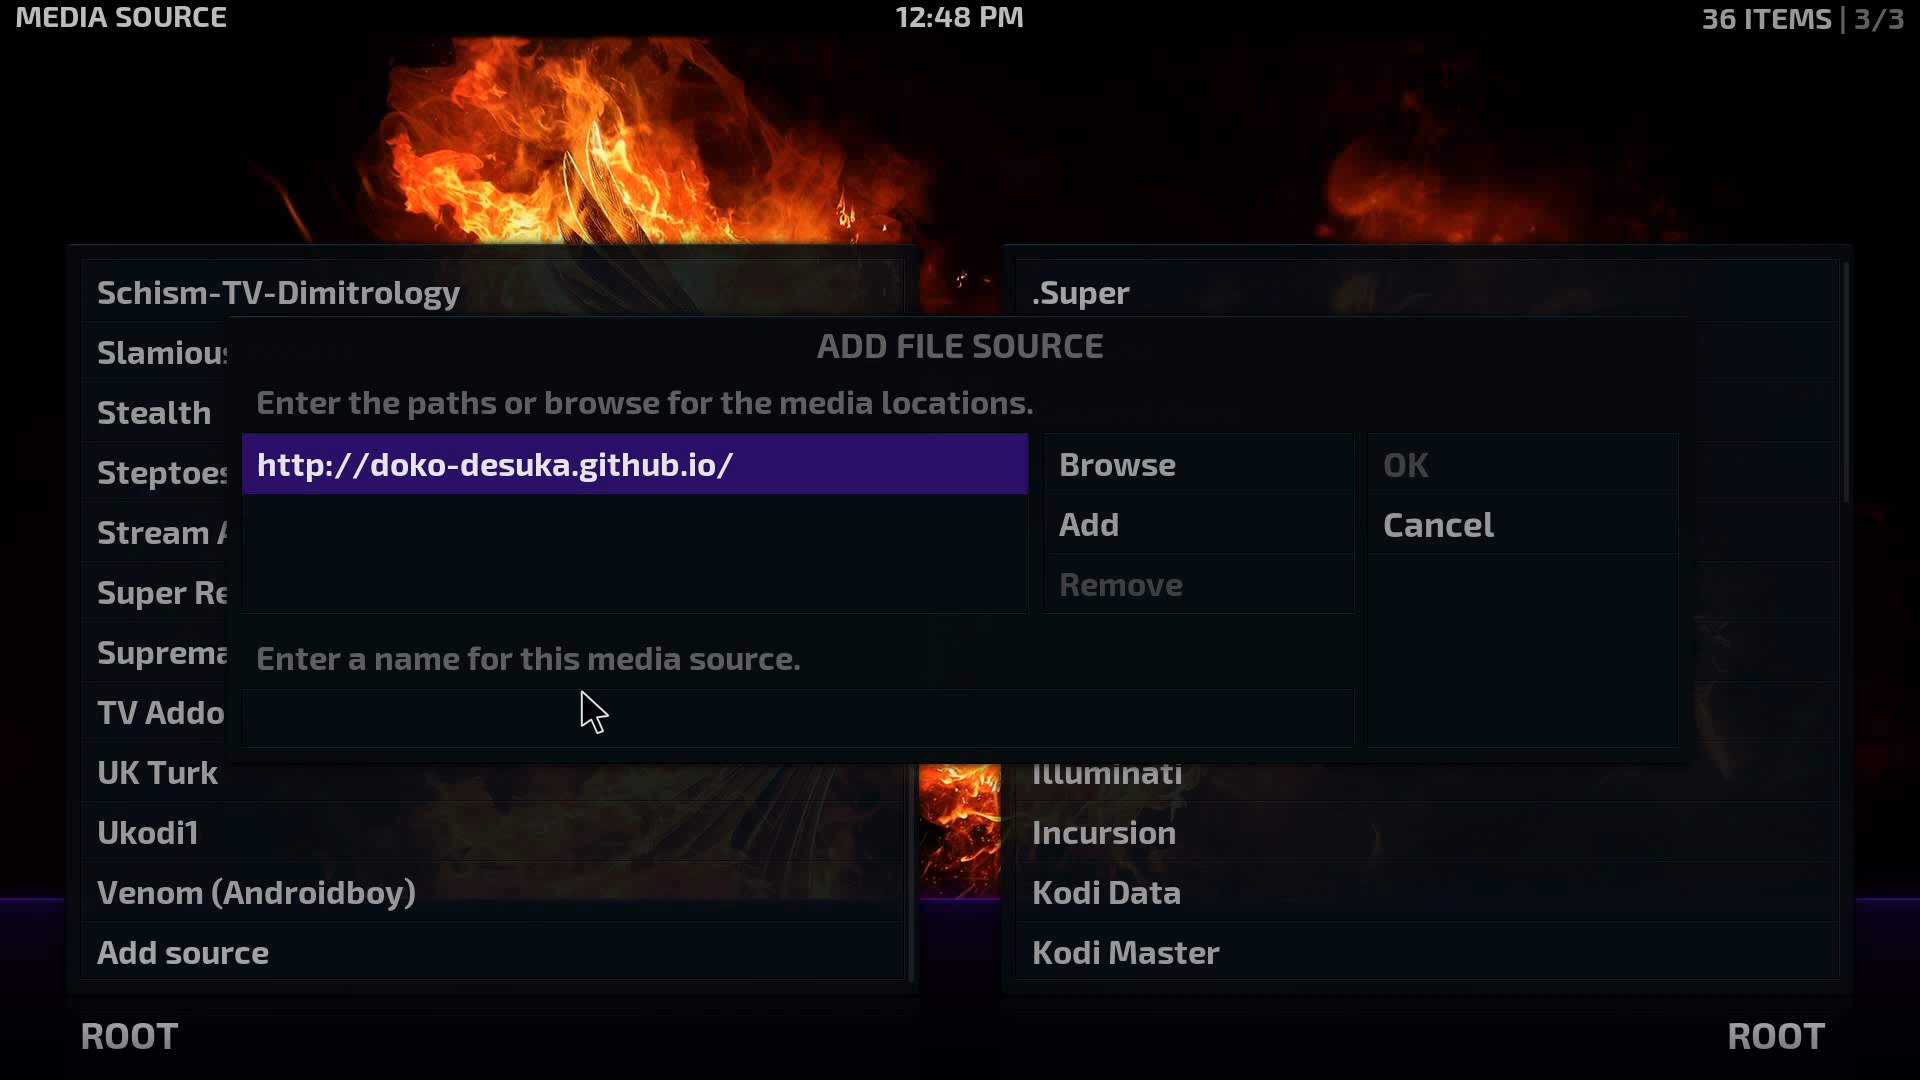 MEDIA SOURCE
12:48 PM
36 ITEMS | 3/3
Schism-TV-Dimitrology
.Super
ADD FILE SOURCE
Slamious
Enter the paths or browse for the media locations.
Stealth
http://doko-desuka.github.io/
Browse
OK
Steptoes
Add
Cancel
Stream A
Remove
Super Re
Enter a name for this media source.
Suprema
TV Addo
UK Turk
Illuminati
Ukodi1
Incursion
Venom (Androidboy)
Kodi Data
Add source
Kodi Master
ROOT
ROOT